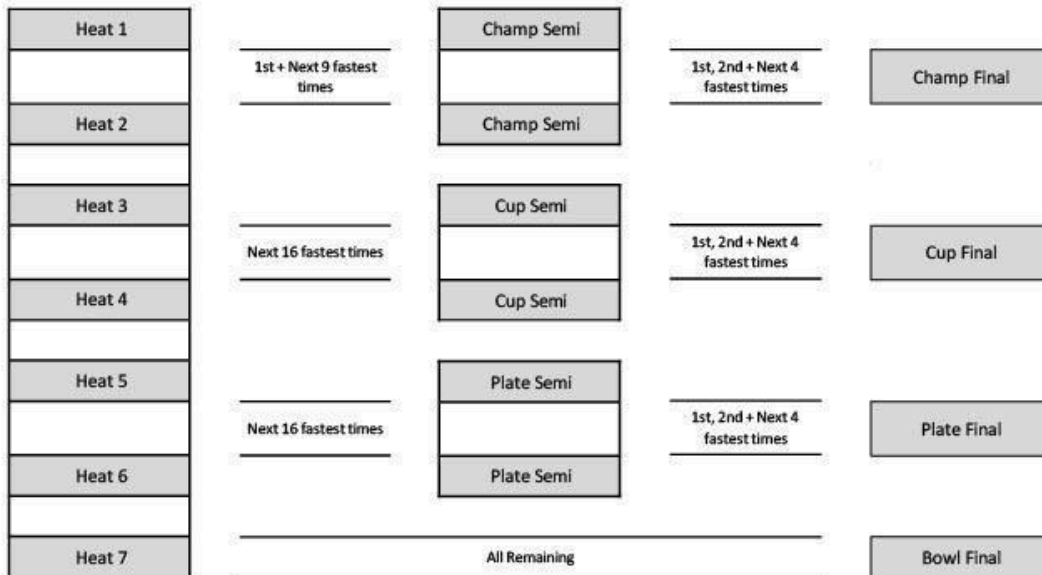 Heat 1
Champ Semi
1st + Next 9 fastest
times
1st, 2nd + Next 4
fastest times
Champ Final
Heat 2
Champ Semi
Heat 3
Cup Semi
Next 16 fastest times
1st, 2nd + Next 4
fastest times
Cup Final
Heat 4
Cup Semi
Heat 5
Plate Semi
Next 16 fastest times
1st, 2nd + Next 4
fastest times
Plate Final
Heat 6
Plate Semi
Heat 7
All Remaining
Bowl Final